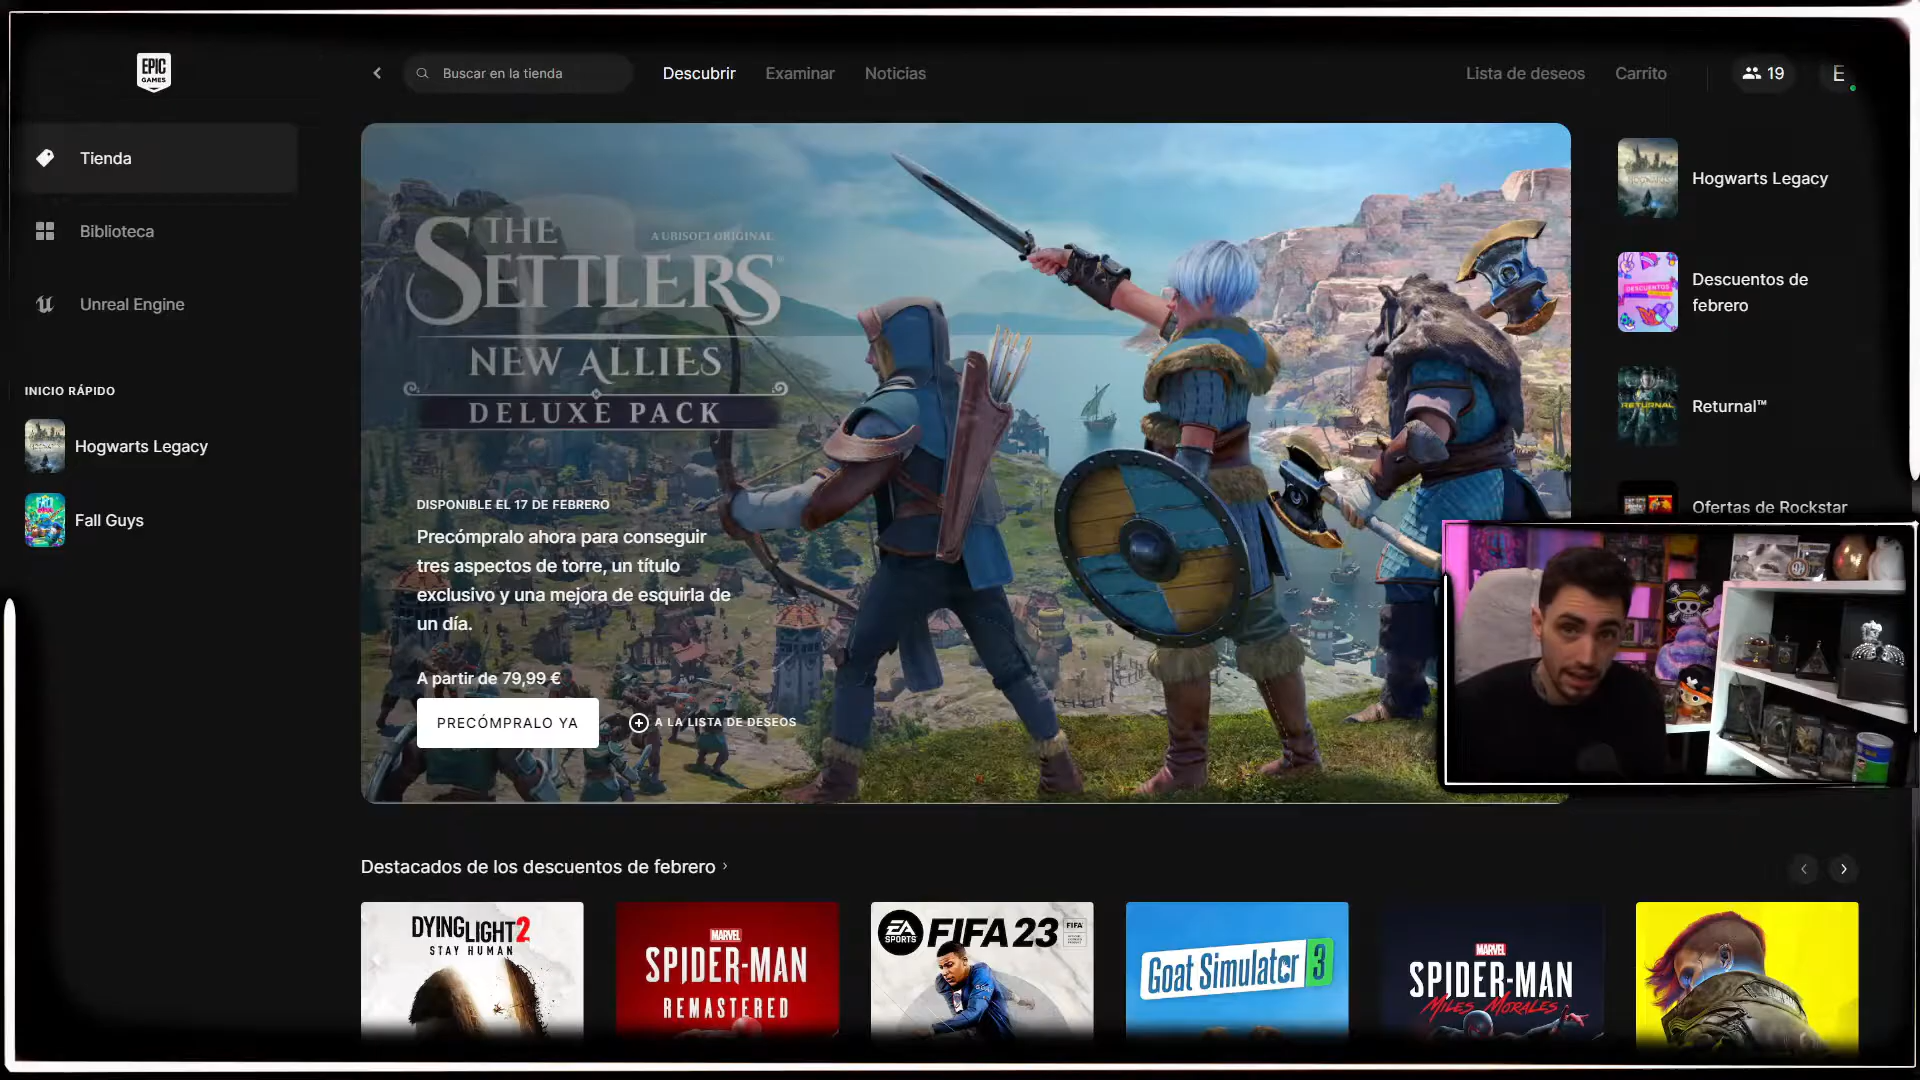 EPIC
GAMES
Buscar en la tienda
Descubrir
Examinar
Noticias
Lista de deseos
Carrito
19
E
Tienda
Biblioteca
Unreal Engine
INICIO RÁPIDO
Hogwarts Legacy
Fall Guys
THE
A UBISOFT ORIGINAL
SETTLERS
NEW ALLIES
DELUXE PACK
DISPONIBLE EL 17 DE FEBRERO
Precómpralo ahora para conseguir
tres aspectos de torre, un título
exclusivo y una mejora de esquirla de
un día.
A partir de 79,99 €
PRECÓMPRALO YA
A LA LISTA DE DESEOS
Hogwarts Legacy
DESCUENTOS
Descuentos de
febrero
RETURNAL
Returnal™
Ofertas de Rockstar
Destacados de los descuentos de febrero
DYING LIGHT 2
STAY HUMAN
MARVEL
SPIDER-MAN
REMASTERED
EA
SPORTS
FIFA 23
FIFA
Goat Simulator 3
MARVEL
SPIDER-MAN
MILES MORALES